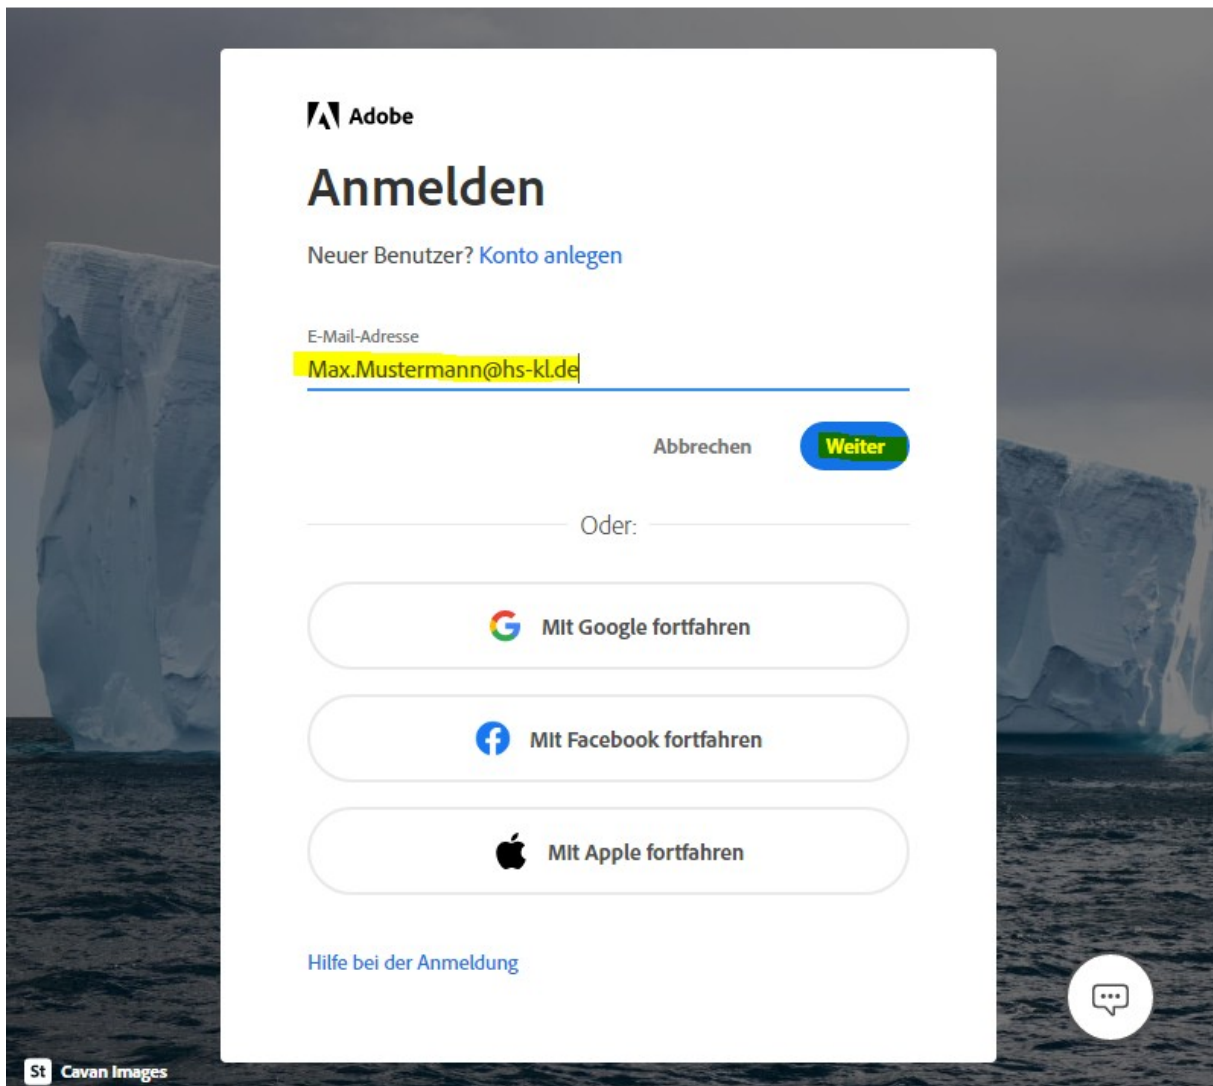 Adobe
Anmelden
Neuer Benutzer? Konto anlegen
E-Mail-Adresse
Max.Mustermann@hs-kl.de
Abbrechen Weiter
Oder:
MIt Google fortfahren
MIt Facebook fortfahren
MIt Apple fortfahren
Hilfe bei der Anmeldung
St Cavan Images